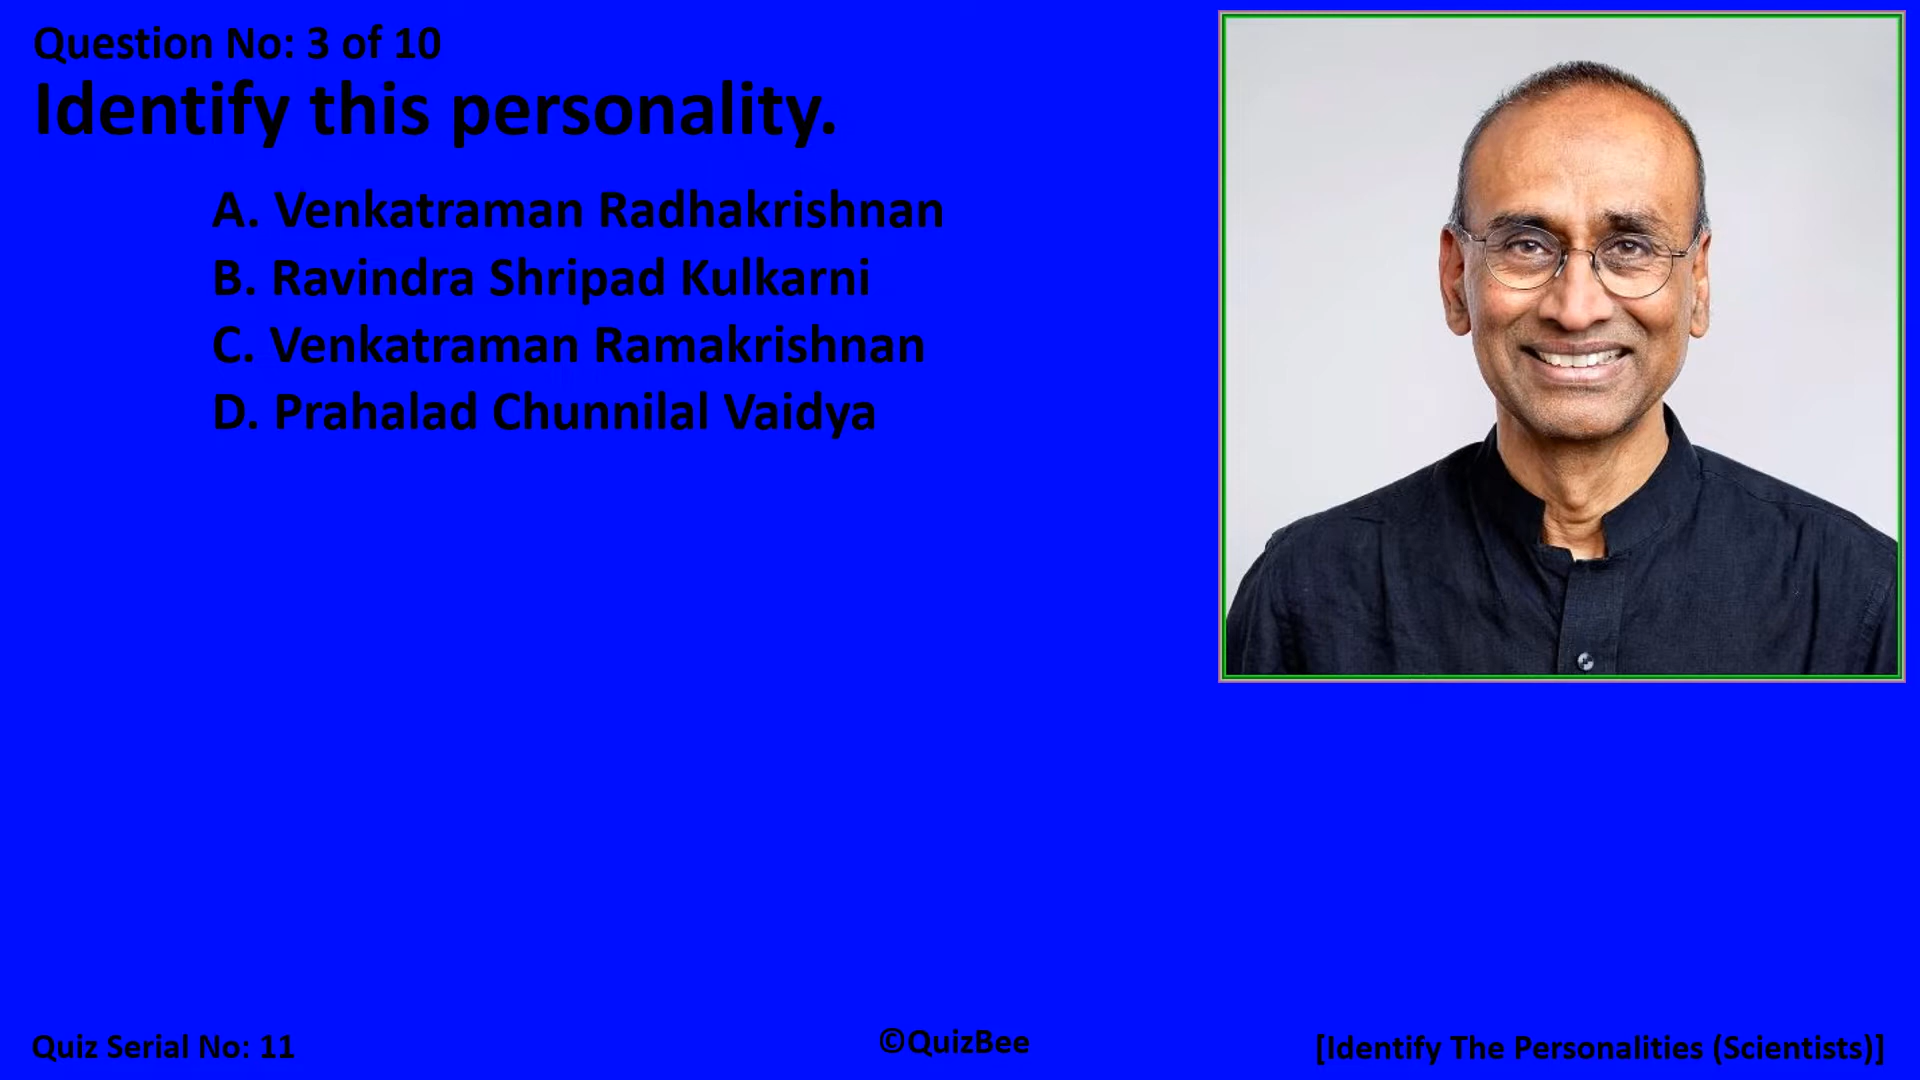 Question No: 3 of 10
Identify this personality.
A. Venkatraman Radhakrishnan
B. Ravindra Shripad Kulkarni
C. Venkatraman Ramakrishnan
D. Prahalad Chunnilal Vaidya
Quiz Serial No: 11
©QuizBee
[Identify The Personalities (Scientists)]